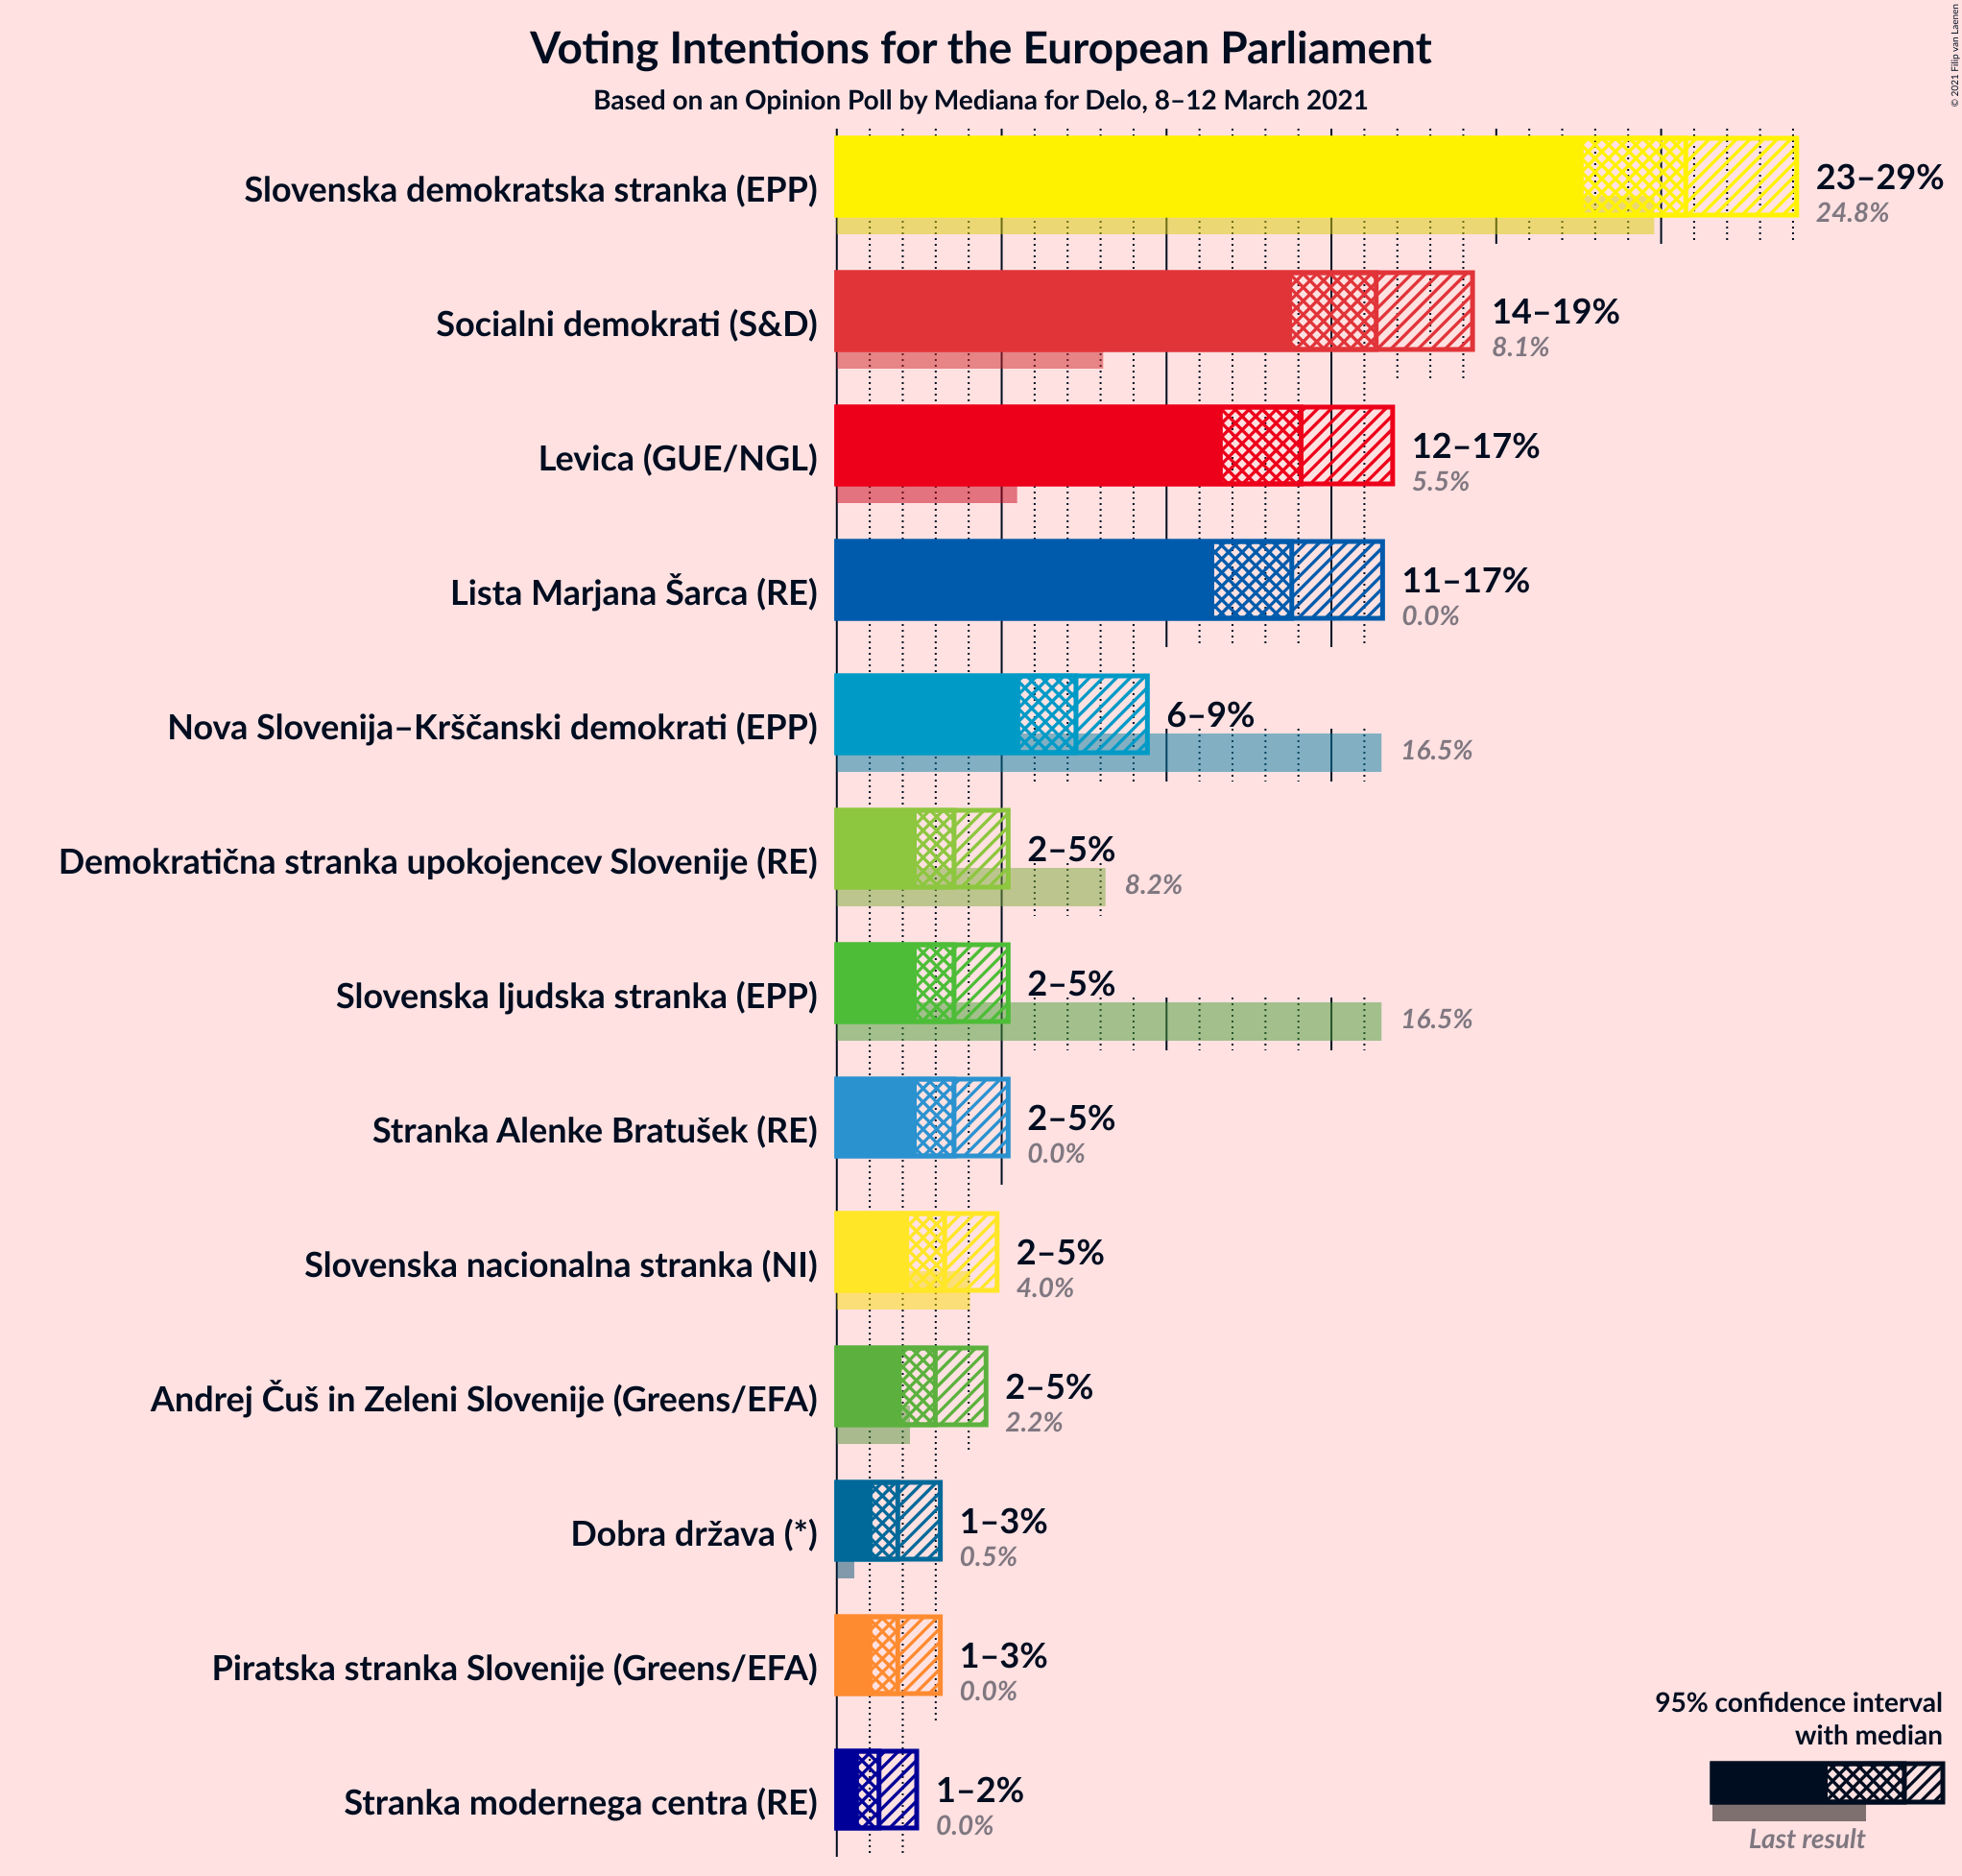 © 2021 Filip van Laenen
Voting Intentions for the European Parliament
Based on an Opinion Poll by Mediana for Delo, 8–12 March 2021
Slovenska demokratska stranka (EPP)
23–29%
24.8%
Socialni demokrati (S&D)
14–19%
8.1%
Levica (GUE/NGL)
12–17%
5.5%
Lista Marjana Šarca (RE)
11–17%
0.0%
Nova Slovenija–Krščanski demokrati (EPP)
6–9%
16.5%
Demokratična stranka upokojencev Slovenije (RE)
2–5%
8.2%
Slovenska ljudska stranka (EPP)
2–5%
16.5%
Stranka Alenke Bratušek (RE)
2–5%
0.0%
Slovenska nacionalna stranka (NI)
2–5%
4.0%
Andrej Čuš in Zeleni Slovenije (Greens/EFA)
2–5%
2.2%
Dobra država (*)
1–3%
0.5%
Piratska stranka Slovenije (Greens/EFA)
1–3%
0.0%
Stranka modernega centra (RE)
1–2%
0.0%
95% confidence interval
with median
Last result